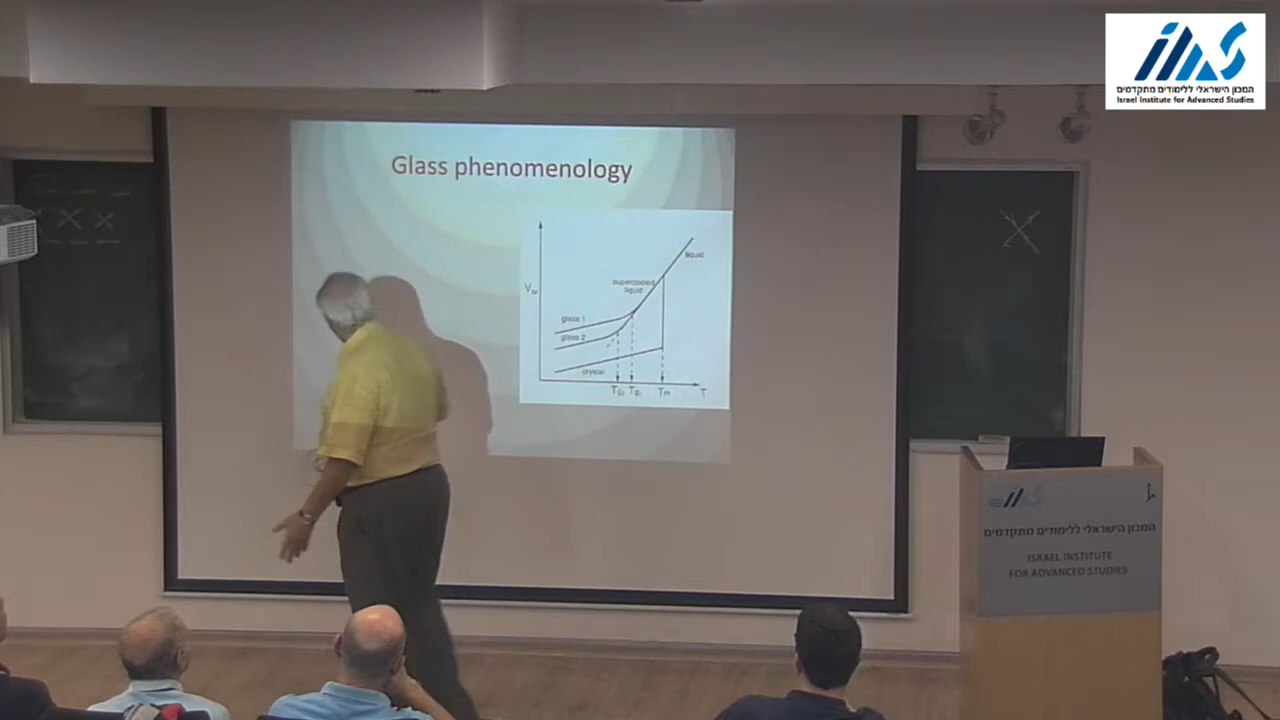 המכון הישראלי ללימודים מתקדמים
Israel Institute for Advanced Studies
Glass phenomenology
liquid
supercooled
liquid
glass 1
glass 2
crystal
Tm
T
המכון הישראלי ללימודים מתקדמים
ISRAEL INSTITUTE
FOR ADVANCED STUDIES